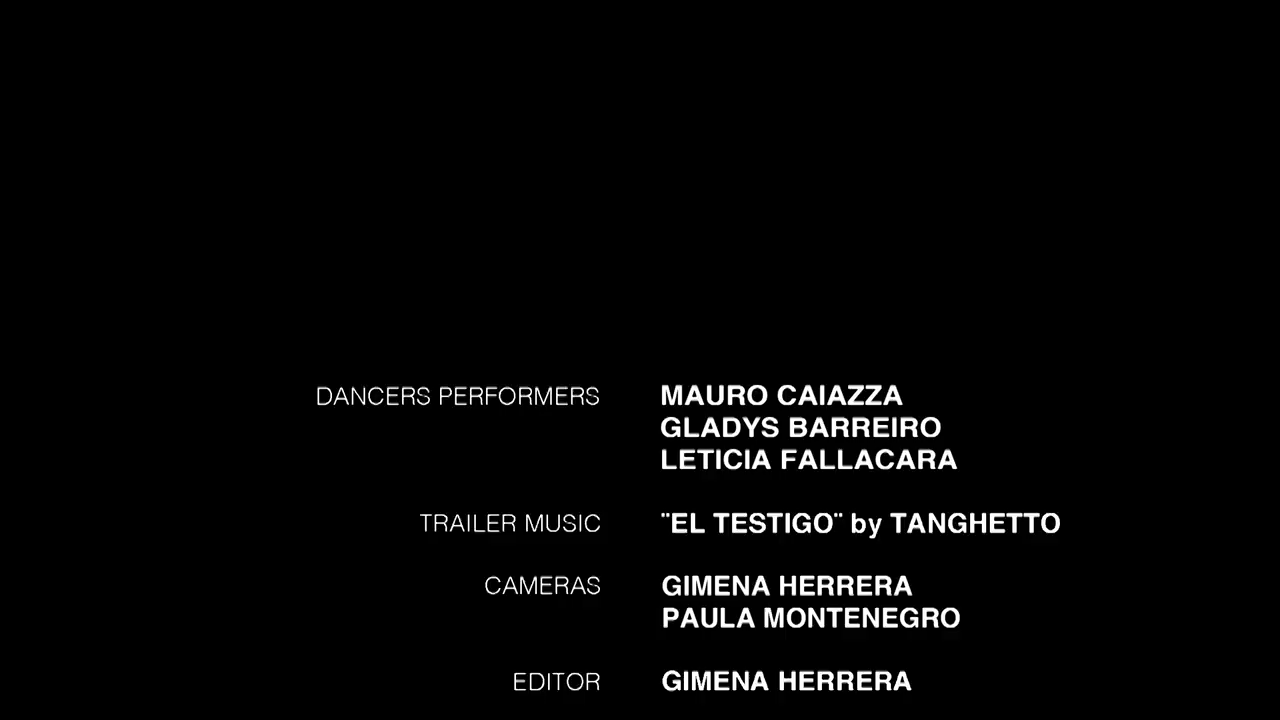 DANCERS PERFORMERS MAURO CAIAZZA
GLADYS BARREIRO
LETICIA FALLACARA
TRAILER MUSIC ¨EL TESTIGO¨ by TANGHETTO
CAMERAS GIMENA HERRERA
PAULA MONTENEGRO
EDITOR GIMENA HERRERA